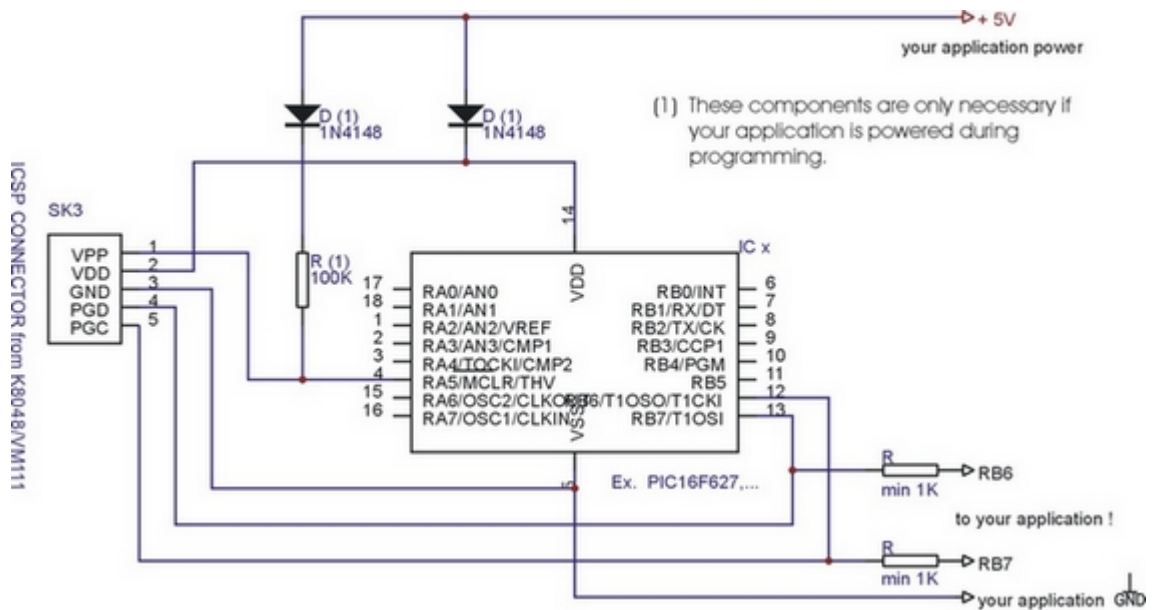 + 5V
your application power
(1) These components are only necessary if
your application is powered during
programming.
D (1)
1N4148
D (1)
1N4148
ICSP CONNECTOR from K8048/VM111
SK3
VPP 1
VDD 2
GND 3
PGD 4
PGC 5
R (1)
100K
14
VDD
IC x
17 RA0/AN0
18 RA1/AN1
1 RA2/AN2/VREF
2 RA3/AN3/CMP1
3 RA4/TOCKI/CMP2
4 RA5/MCLR/THV
15 RA6/OSC2/CLKO
16 RA7/OSC1/CLKIN
RB0/INT 6
RB1/RX/DT 7
RB2/TX/CK 8
RB3/CCP1 9
RB4/PGM 10
RB5 11
RB6/T1OSO/T1CKI 12
RB7/T1OSI 13
VSS
5
Ex. PIC16F627,...
R
min 1K
RB6
to your application !
R
min 1K
RB7
your application GND